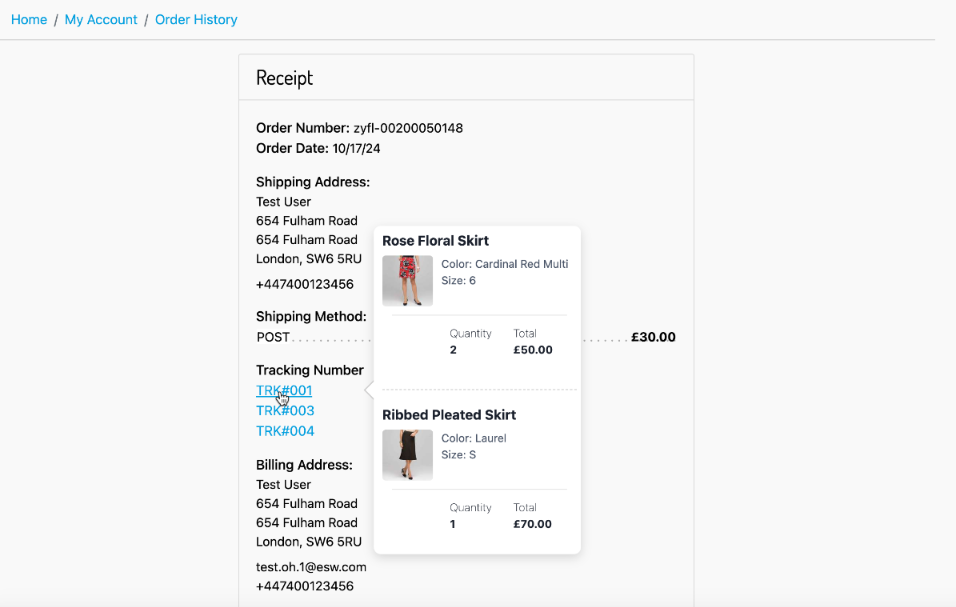 Home / My Account / Order History
Receipt
Order Number: zyfl-00200050148
Order Date: 10/17/24
Shipping Address:
Test User
654 Fulham Road
654 Fulham Road
London, SW6 5RU
+447400123456
Shipping Method:
POST £30.00
Tracking Number
TRK#001
TRK#003
TRK#004
Billing Address:
Test User
654 Fulham Road
654 Fulham Road
London, SW6 5RU
test.oh.1@esw.com
+447400123456
Rose Floral Skirt
Color: Cardinal Red Multi
Size: 6
Quantity Total
2 £50.00
Ribbed Pleated Skirt
Color: Laurel
Size: S
Quantity Total
1 £70.00